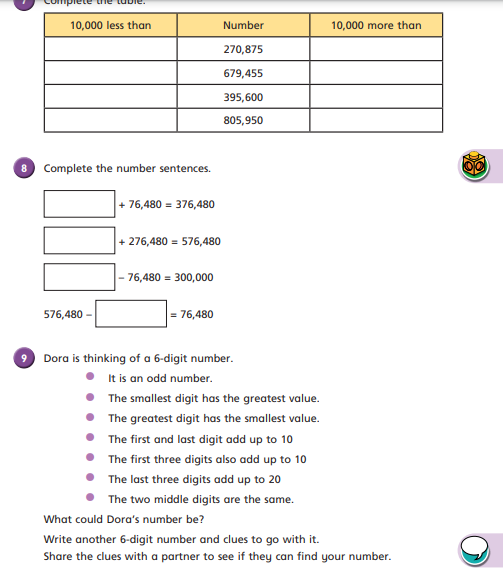 7 Complete the table.
10,000 less than Number 10,000 more than
270,875
679,455
395,600
805,950
8 Complete the number sentences.
+ 76,480 = 376,480
+ 276,480 = 576,480
– 76,480 = 300,000
576,480 – = 76,480
9 Dora is thinking of a 6-digit number.
It is an odd number.
The smallest digit has the greatest value.
The greatest digit has the smallest value.
The first and last digit add up to 10
The first three digits also add up to 10
The last three digits add up to 20
The two middle digits are the same.
What could Dora's number be?
Write another 6-digit number and clues to go with it.
Share the clues with a partner to see if they can find your number.